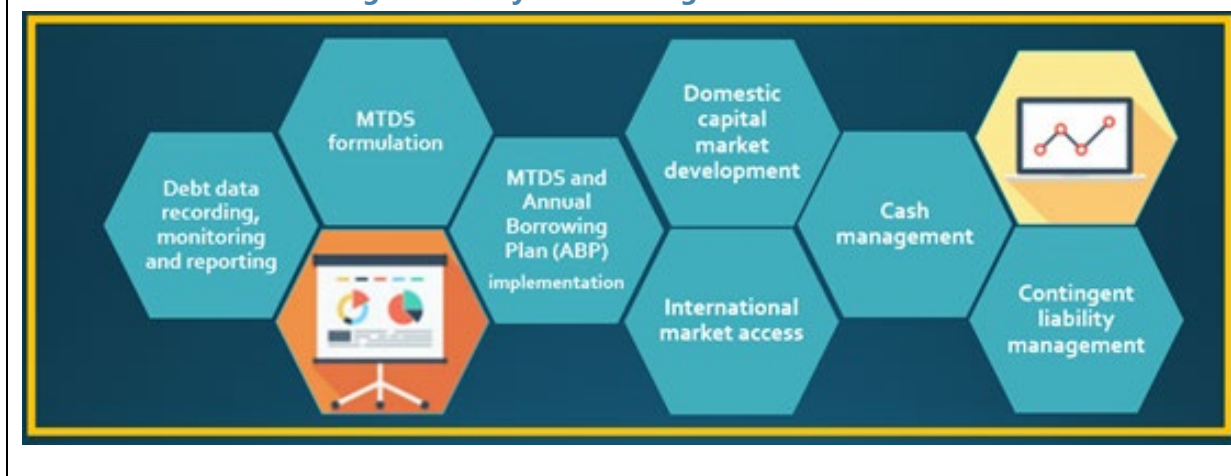 Debt data
recording,
monitoring
and reporting
MTDS
formulation
MTDS and
Annual
Borrowing
Plan (ABP)
implementation
Domestic
capital
market
development
International
market access
Cash
management
Contingent
liability
management